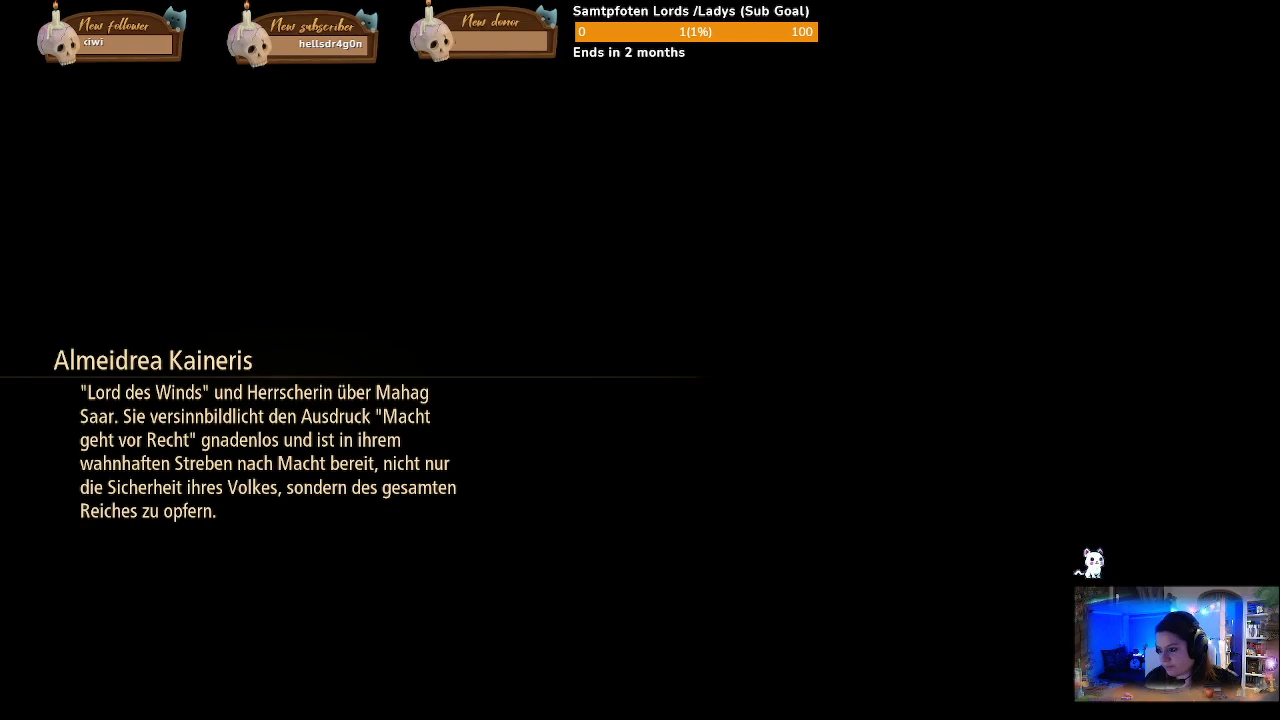 New follower
ciwi
New subscriber
hellsdr4g0n
New donor
Samtpfoten Lords /Ladys (Sub Goal)
0 1(1%) 100
Ends in 2 months
Almeidrea Kaineris
"Lord des Winds" und Herrscherin über Mahag
Saar. Sie versinnbildlicht den Ausdruck "Macht
geht vor Recht" gnadenlos und ist in ihrem
wahnhaften Streben nach Macht bereit, nicht nur
die Sicherheit ihres Volkes, sondern des gesamten
Reiches zu opfern.